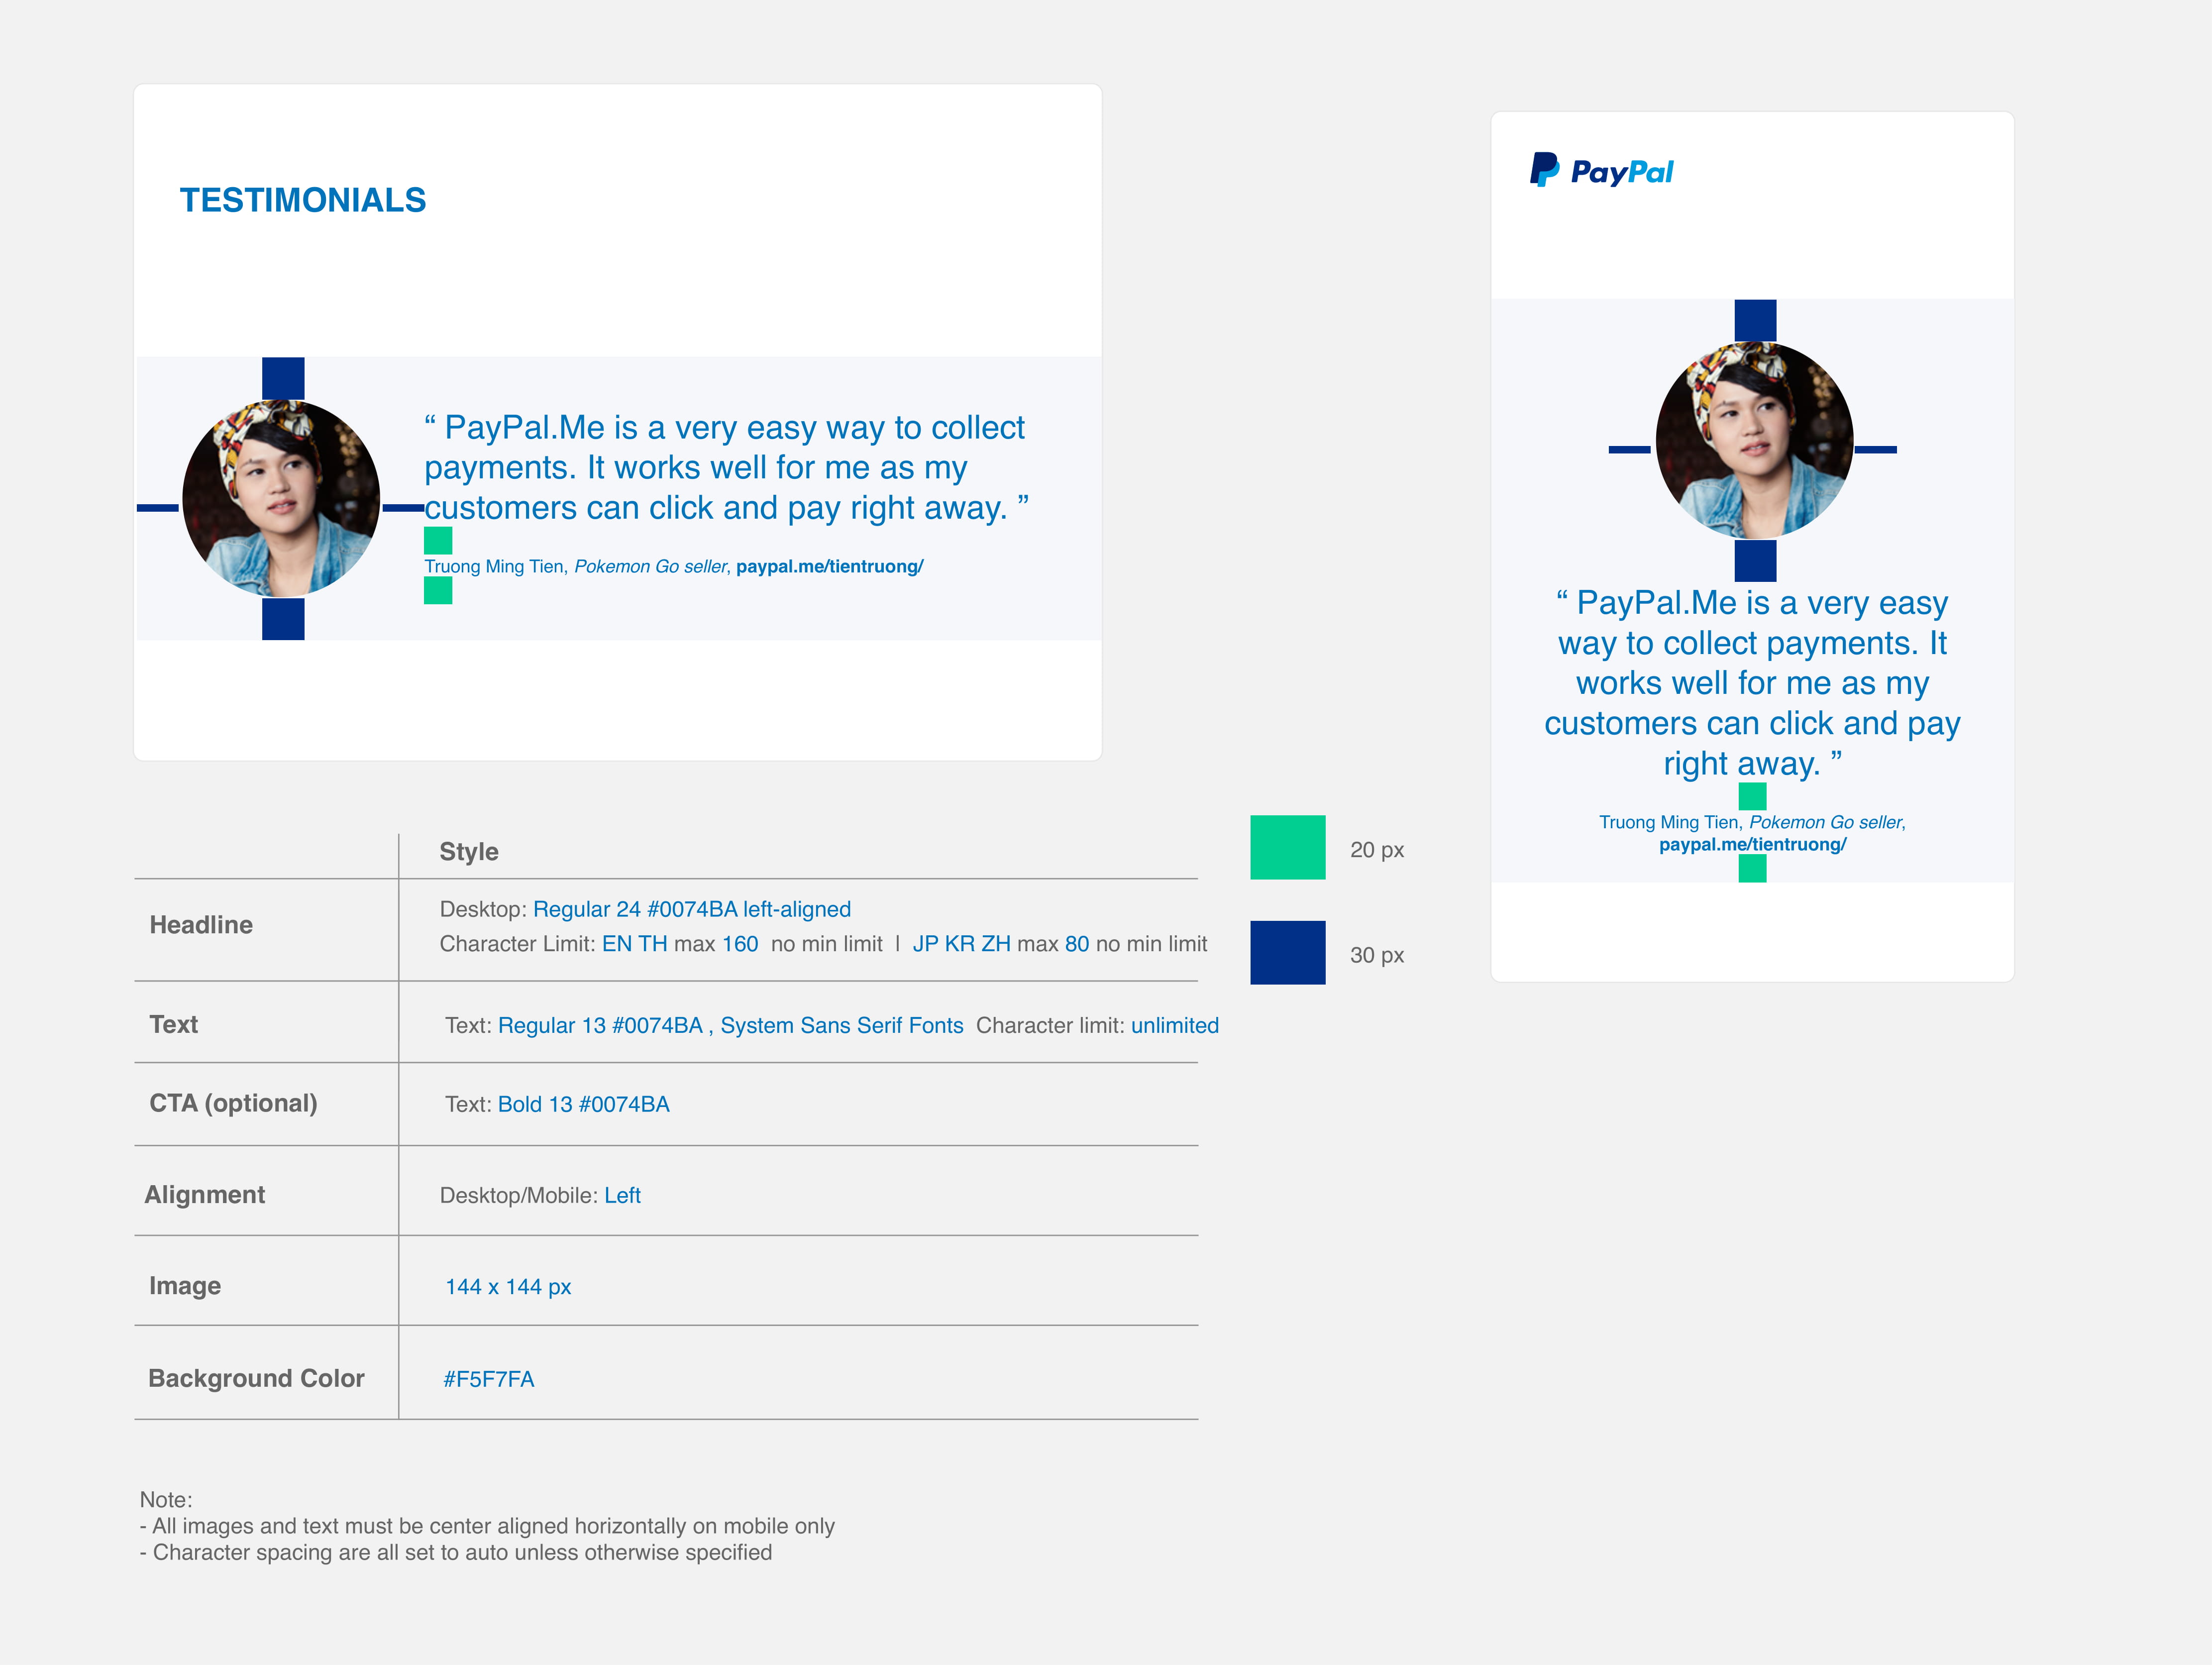 TESTIMONIALS
“ PayPal.Me is a very easy way to collect
payments. It works well for me as my
customers can click and pay right away. ”
Truong Ming Tien, Pokemon Go seller, paypal.me/tientruong/
PayPal
“ PayPal.Me is a very easy
way to collect payments. It
works well for me as my
customers can click and pay
right away. ”
Truong Ming Tien, Pokemon Go seller,
paypal.me/tientruong/
Style
Headline
Desktop: Regular 24 #0074BA left-aligned
Character Limit: EN TH max 160  no min limit  |  JP KR ZH max 80 no min limit
Text
Text: Regular 13 #0074BA , System Sans Serif Fonts  Character limit: unlimited
CTA (optional)
Text: Bold 13 #0074BA
Alignment
Desktop/Mobile: Left
Image
144 x 144 px
Background Color
#F5F7FA
20 px
30 px
Note:
- All images and text must be center aligned horizontally on mobile only
- Character spacing are all set to auto unless otherwise specified